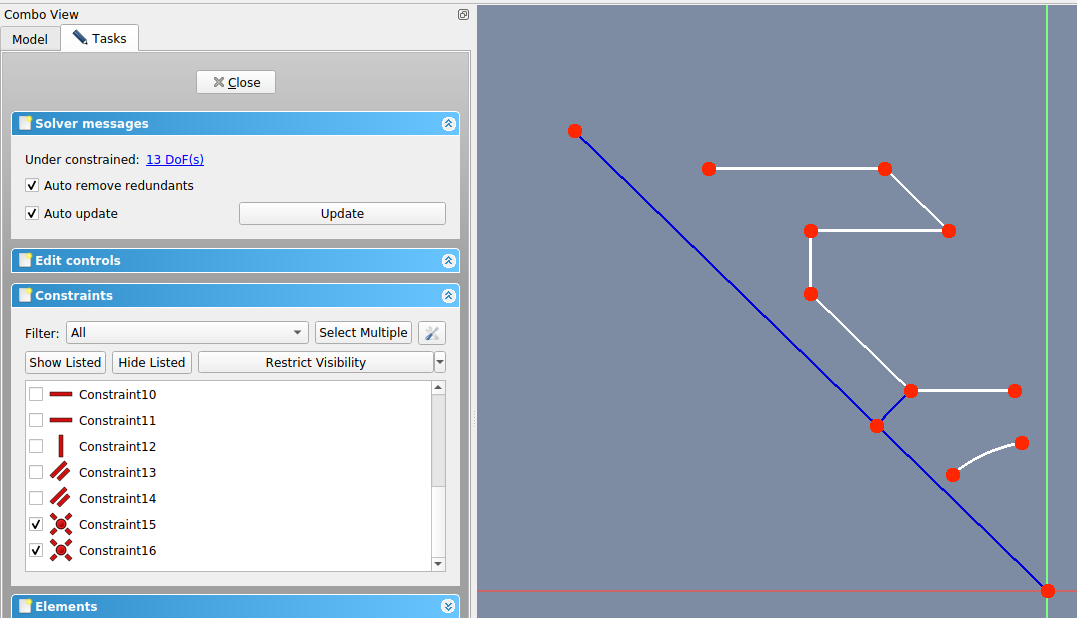 Combo View
Model
Tasks
Close
Solver messages
Under constrained: 13 DoF(s)
Auto remove redundants
Auto update
Update
Edit controls
Constraints
Filter: All
Select Multiple
Show Listed
Hide Listed
Restrict Visibility
Constraint10
Constraint11
Constraint12
Constraint13
Constraint14
Constraint15
Constraint16
Elements